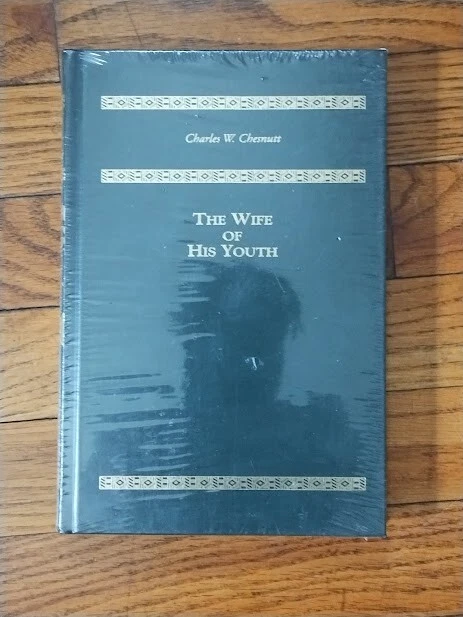 Charles W. Chesnutt
THE WIFE
OF
HIS YOUTH